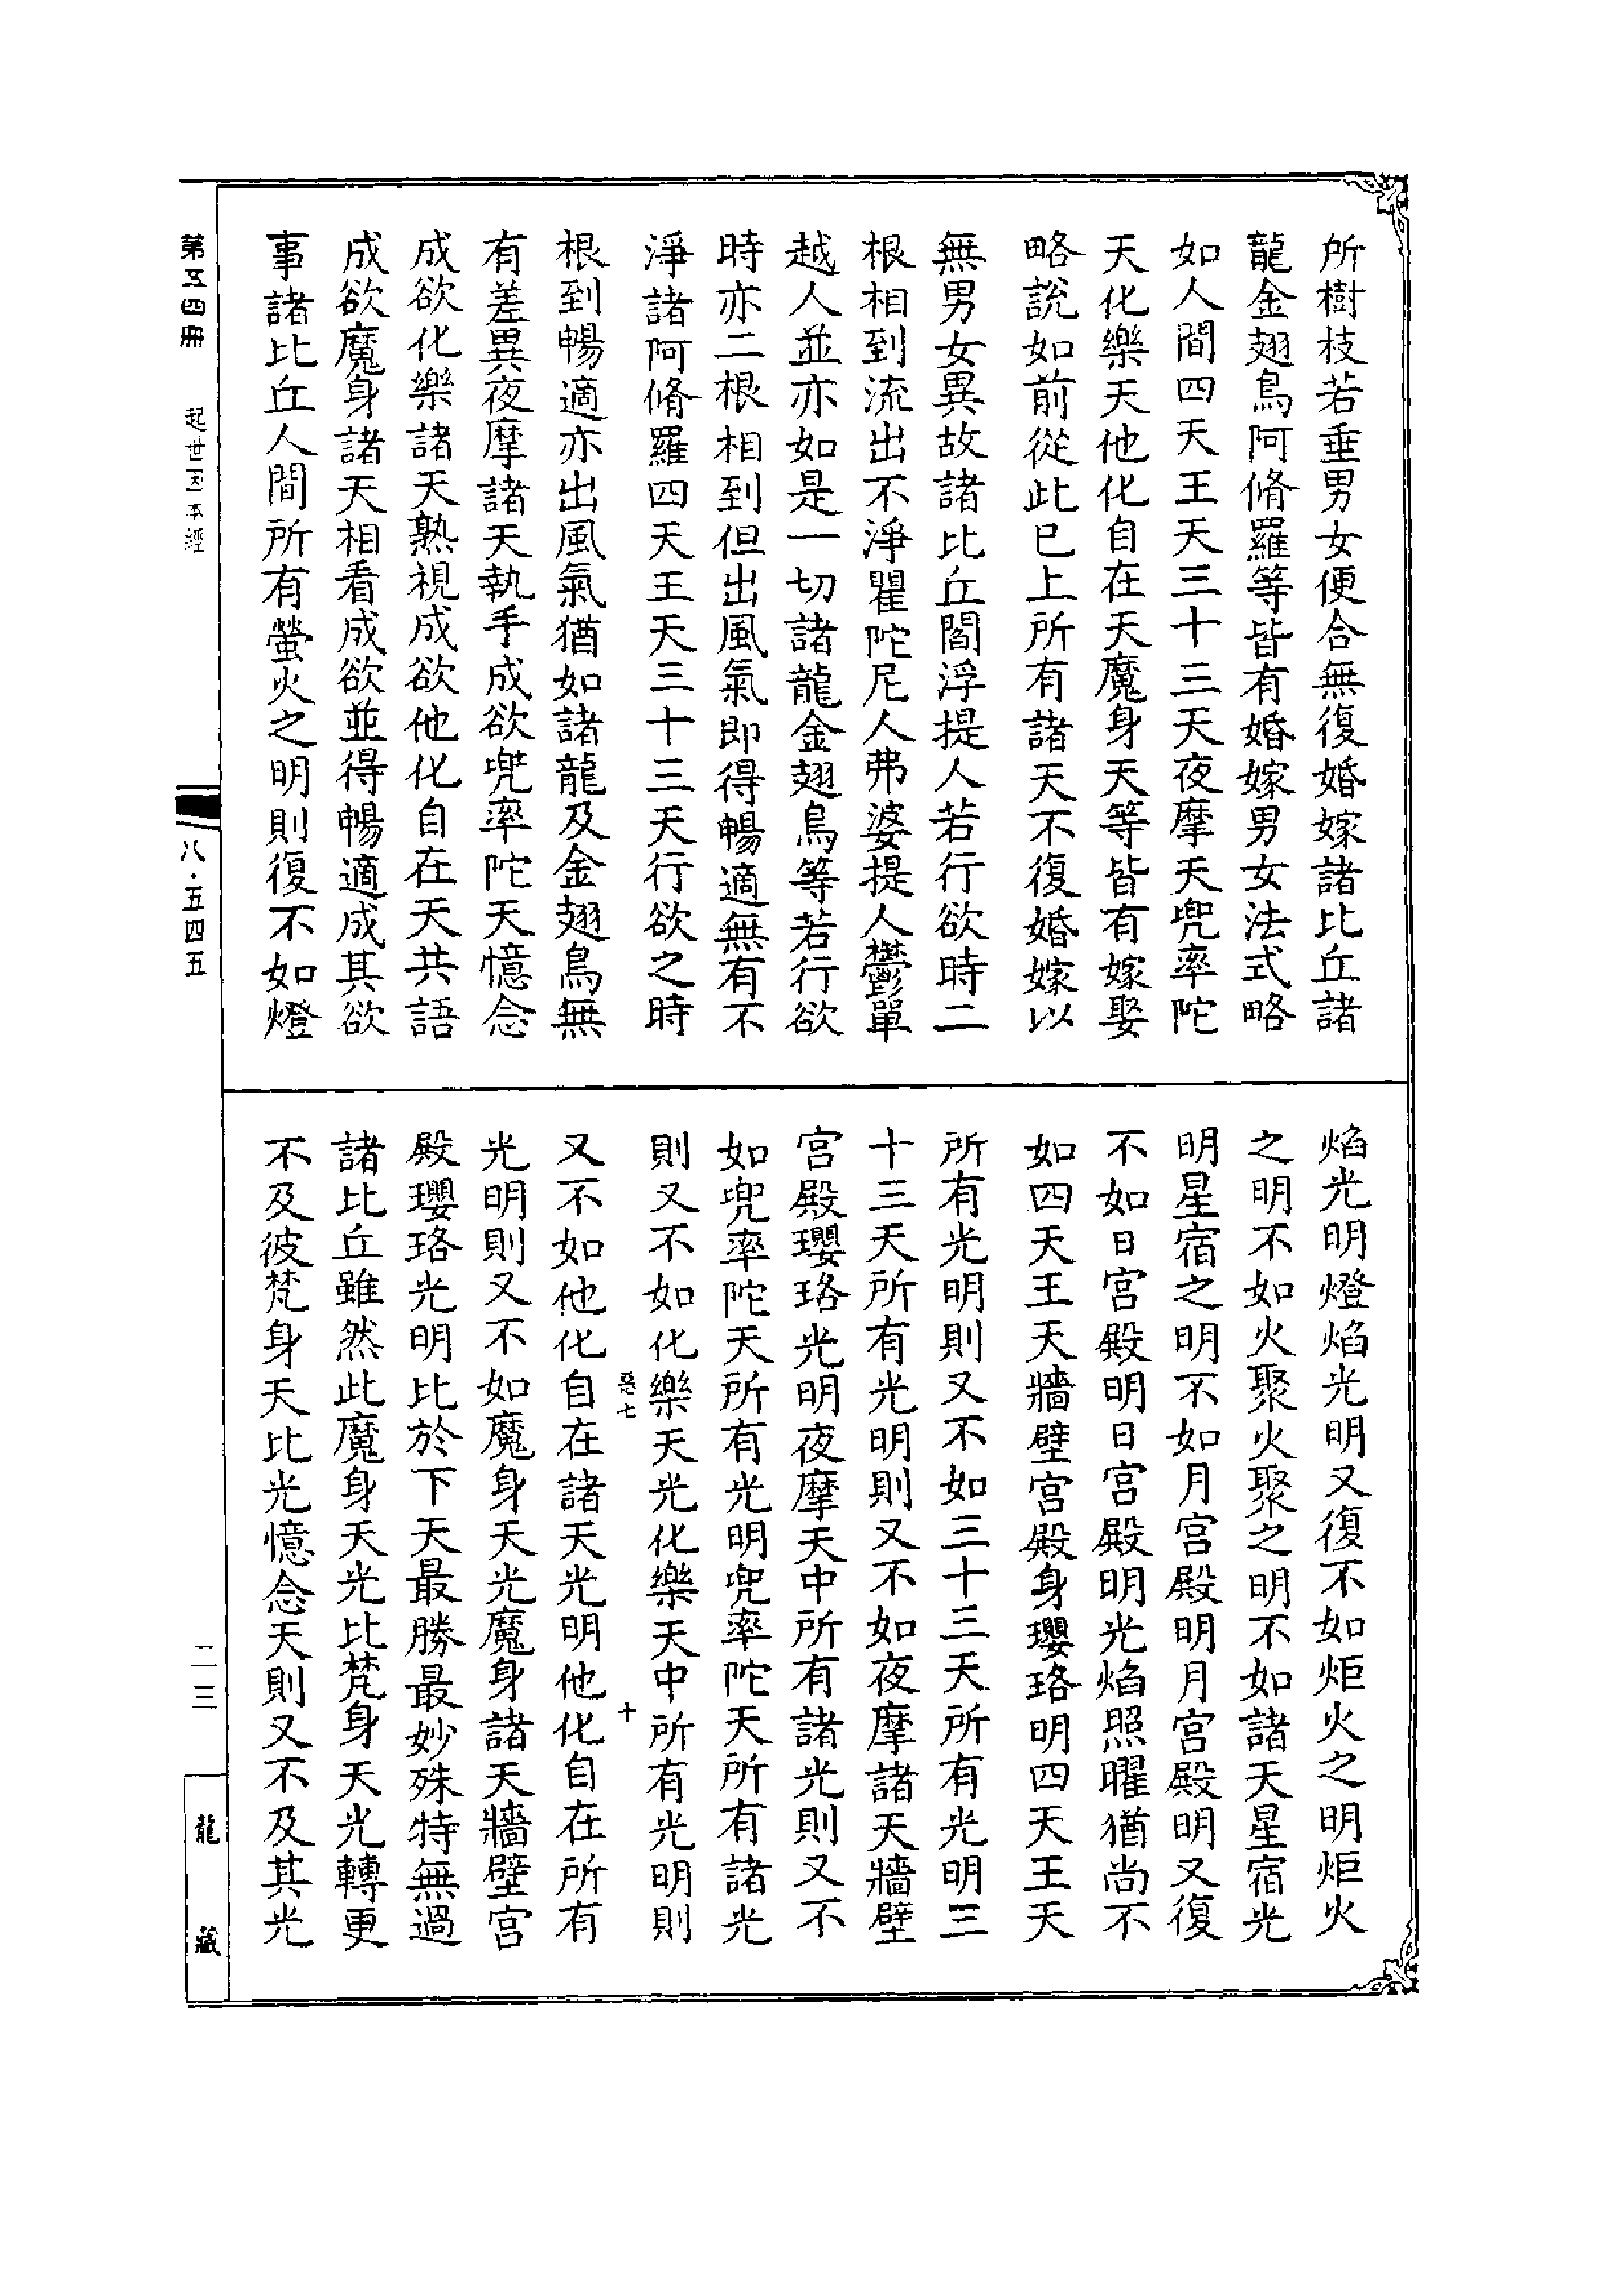 所樹枝若垂男女便合無復婚嫁諸比丘諸
龍金翅鳥阿脩羅等皆有婚嫁男女法式略
如人間四天王天三十三天夜摩天兜率陀
天化樂天他化自在天魔身天等皆有嫁娶
略說如前從此已上所有諸天不復婚嫁以
無男女異故諸比丘閻浮提人若行欲時二
根相到流出不淨瞿陀尼人弗婆提人鬱單
越人並亦如是一切諸龍金翅鳥等若行欲
時亦二根相到但出風氣即得暢適無有不
淨諸阿脩羅四天王天三十三天行欲之時
根到暢適亦出風氣猶如諸龍及金翅鳥無
有差異夜摩諸天執手成欲兜率陀天憶念
成欲化樂諸天熟視成欲他化自在天共語
成欲魔身諸天相看成欲並得暢適成其欲
事諸比丘人間所有螢火之明則復不如燈
焰光明燈焰光明又復不如炬火之明炬火
之明不如火聚火聚之明不如諸天星宿光
明星宿之明不如月宮殿明月宮殿明又復
不如日宮殿明日宮殿明光焰照曜猶尚不
如四天王天牆壁宮殿身瓔珞明四天王天
所有光明則又不如三十三天所有光明三
十三天所有光明則又不如夜摩諸天牆壁
宮殿瓔珞光明夜摩天中所有諸光則又不
如兜率陀天所有光明兜率陀天所有諸光
則又不如化樂天光化樂天中所有光明則
惡七 十
又不如他化自在諸天光明他化自在所有
光明則又不如魔身天光魔身諸天牆壁宮
殿瓔珞光明比於下天最勝最妙殊特無過
諸比丘雖然此魔身天光比梵身天光轉更
不及彼梵身天比光憶念天則又不及其光
第五四冊 起世因本經
八·五四五
二三
龍藏